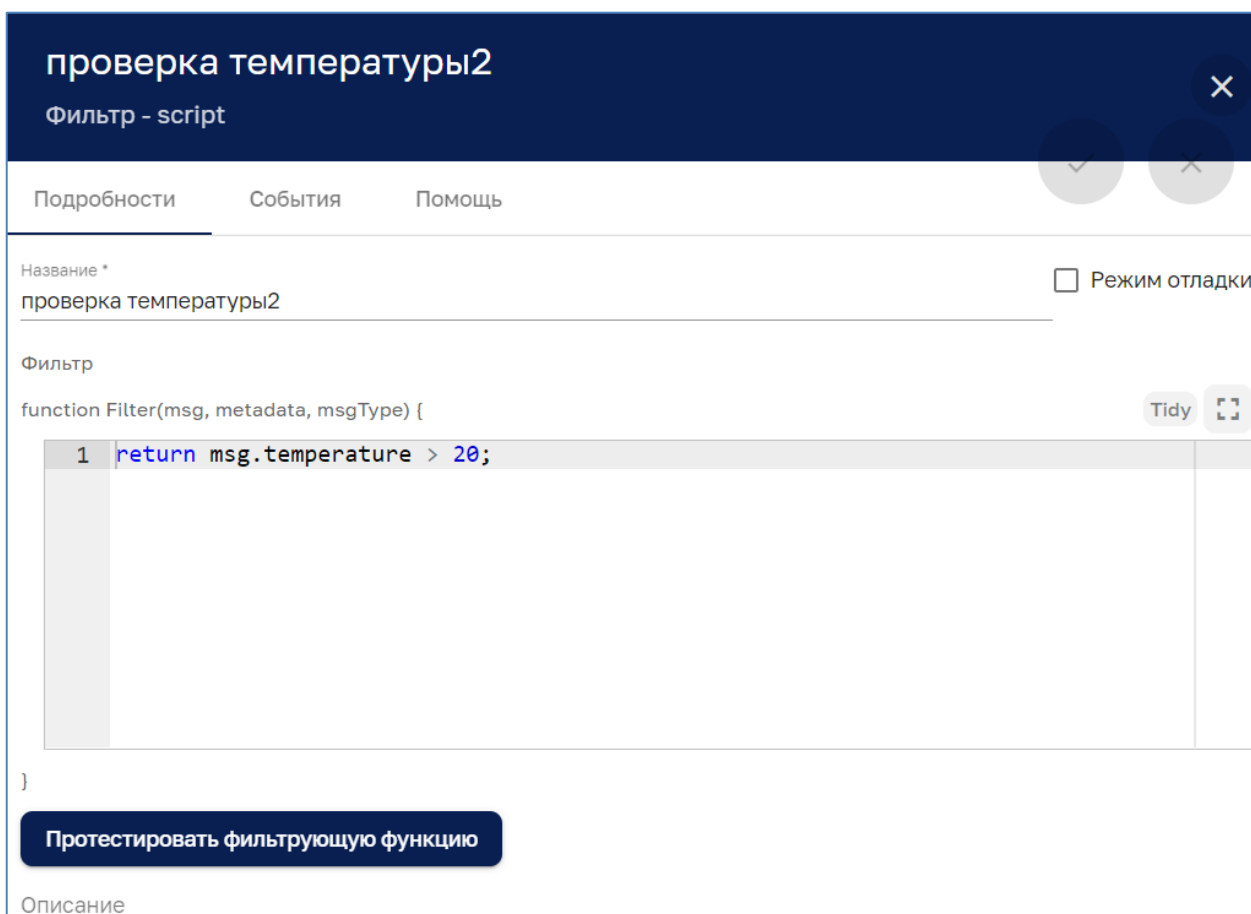 проверка температуры2
Фильтр - script
Подробности События Помощь
Название *
проверка температуры2
Режим отладки
Фильтр
function Filter(msg, metadata, msgType) {
Tidy
1 return msg.temperature > 20;
}
Протестировать фильтрующую функцию
Описание